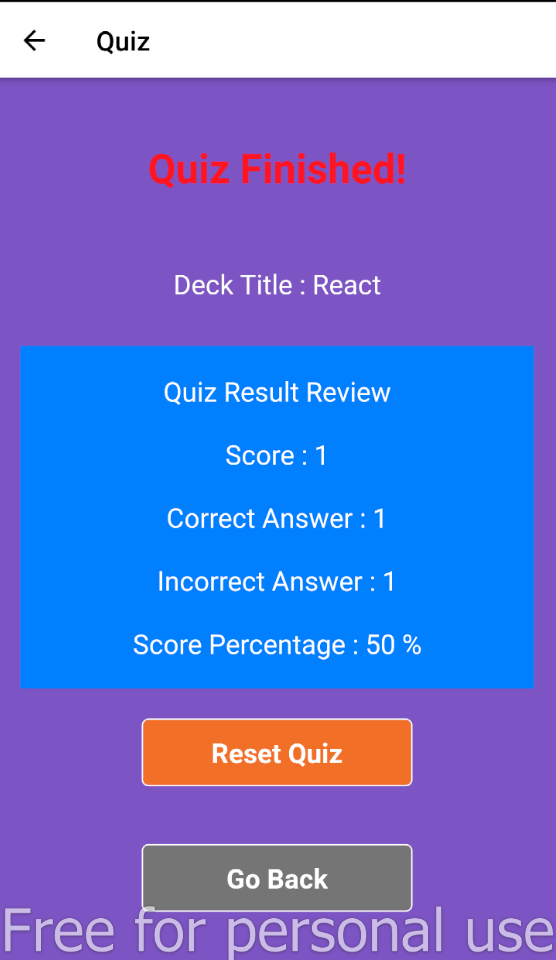 Quiz
Quiz Finished!
Deck Title : React
Quiz Result Review
Score : 1
Correct Answer : 1
Incorrect Answer : 1
Score Percentage : 50 %
Reset Quiz
Go Back
Free for personal use